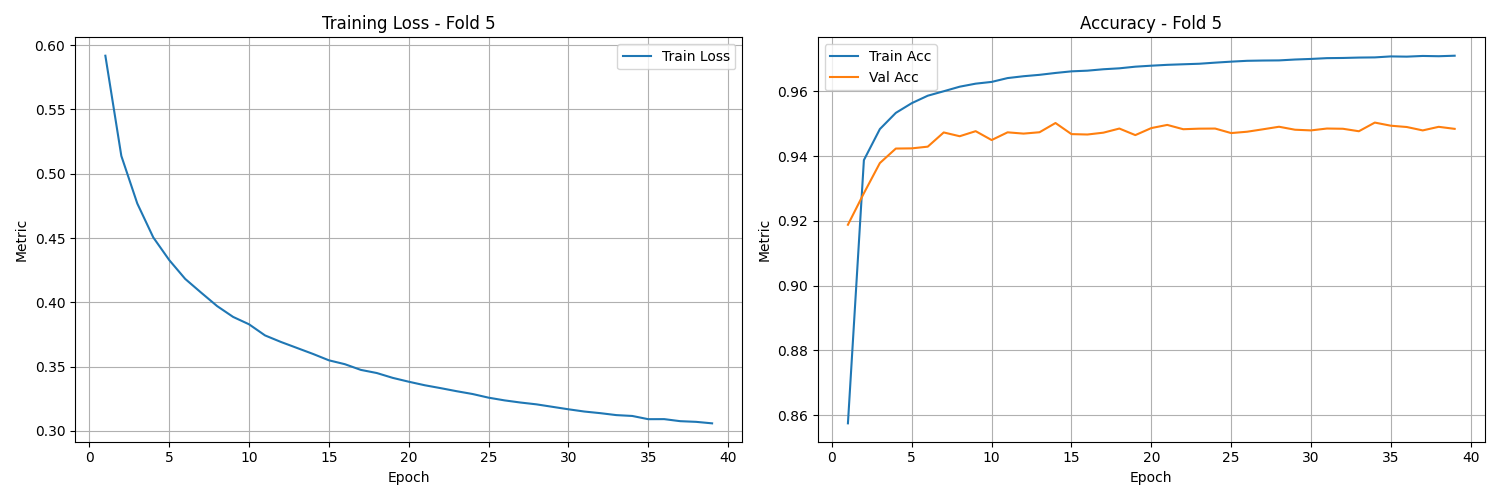 Training Loss - Fold 5
Train Loss
0.60
0.55
0.50
0.45
0.40
0.35
0.30
Metric
0 5 10 15 20 25 30 35 40
Epoch
Accuracy - Fold 5
Train Acc
Val Acc
0.96
0.94
0.92
0.90
0.88
0.86
Metric
0 5 10 15 20 25 30 35 40
Epoch